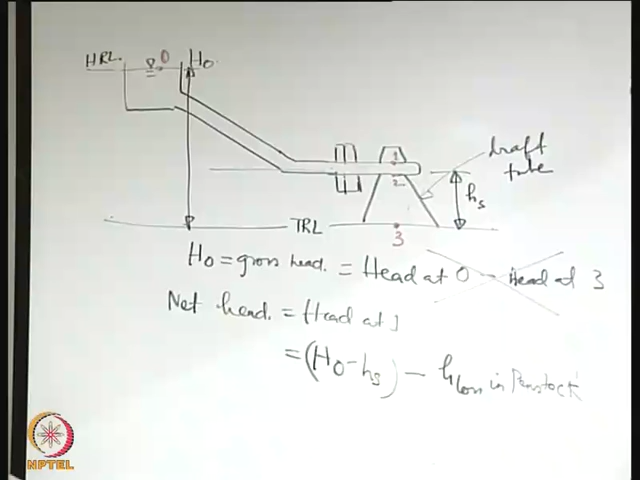 HRL. 0 H₀
1
2
draft
tube
hs
TRL
3
H₀ = gross head. = Head at 0 - Head at 3
Net head. = Head at 1
= (H₀ - hs) - hloss in Penstock
NPTEL